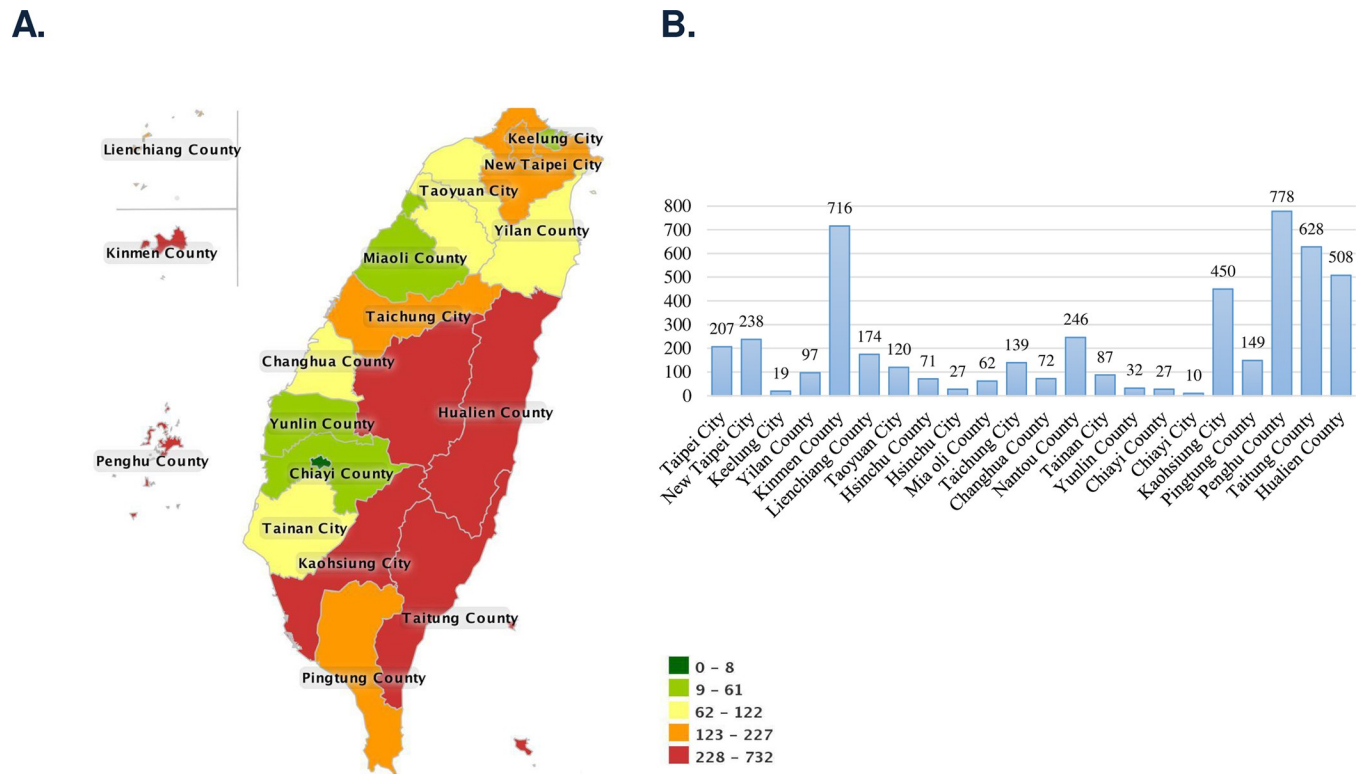 A.
B.
Keelung City
Lienchiang County
New Taipei City
Taoyuan City
Yilan County
Kinmen County
Miaoli County
Taichung City
Changhua County
Hualien County
Yunlin County
Penghu County
Chiayi County
Tainan City
Kaohsiung City
Taitung County
Pingtung County
800
700
600
500
400
300
200
100
0
207
238
19
97
716
174
120
71
27
62
139
72
246
87
32
27
10
450
149
778
628
508
Taipei City
New Taipei City
Keelung City
Yilan County
Kinmen County
Lienchiang County
Taoyuan City
Hsinchu County
Hsinchu City
Mia oli County
Taichung City
Changhua County
Nantou County
Tainan City
Yunlin County
Chiayi County
Chiayi City
Kaohsiung City
Pingtung County
Penghu County
Taitung County
Hualien County
0 – 8
9 – 61
62 – 122
123 – 227
228 – 732